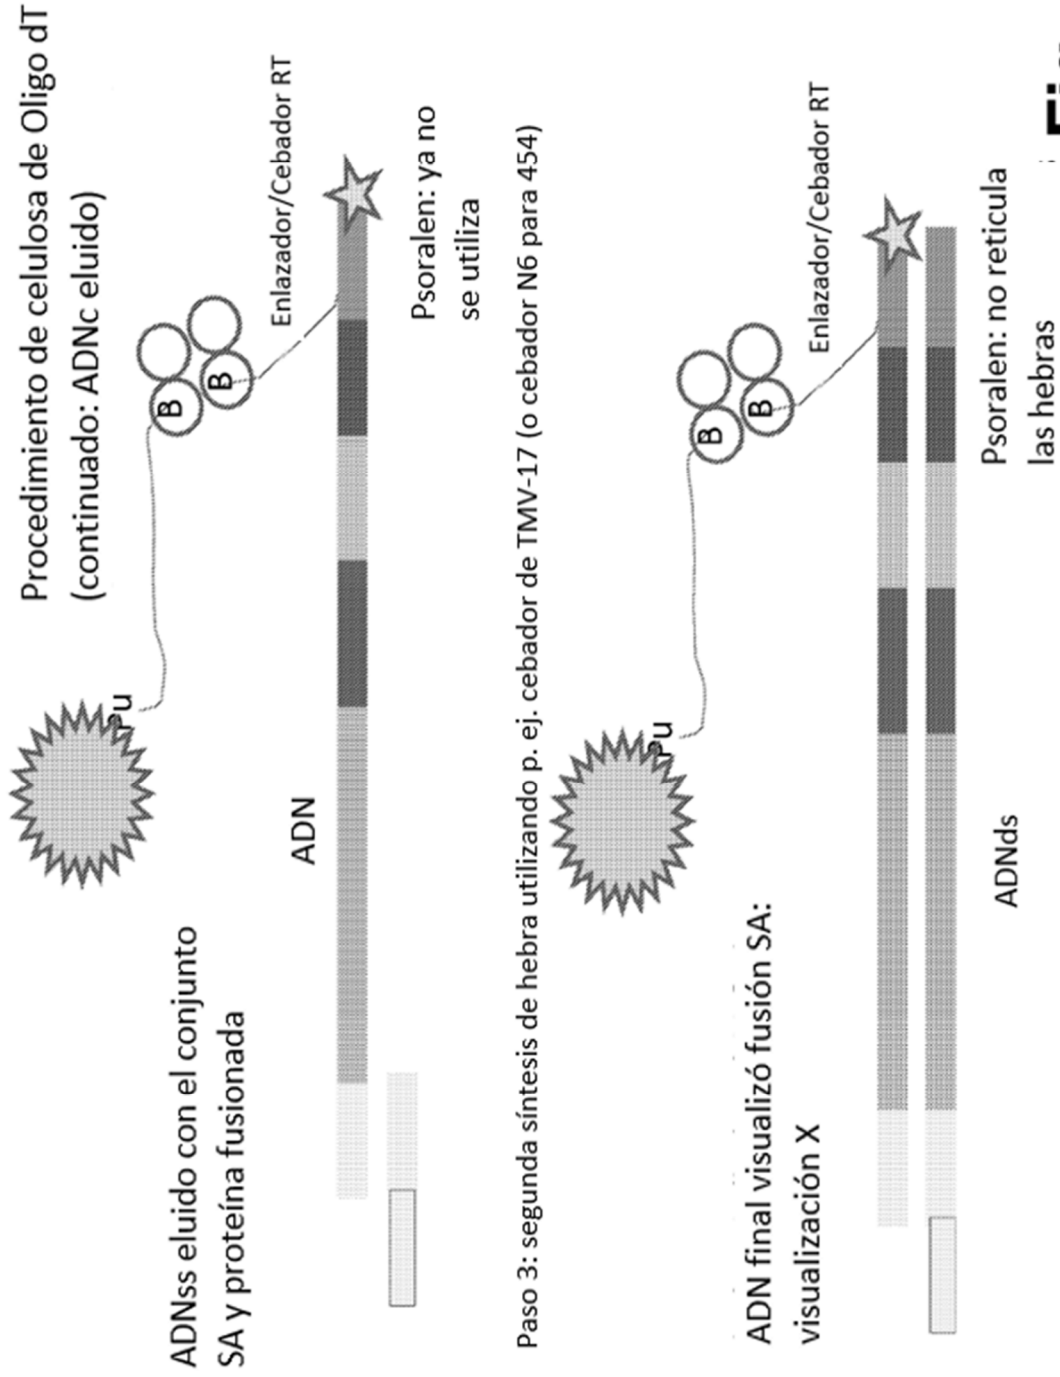 Procedimiento de celulosa de Oligo dT
(continuado: ADNc eluido)
ADNss eluido con el conjunto
SA y proteína fusionada
Pu
B
B
Enlazador/Cebador RT
ADN
Psoralen: ya no
se utiliza
Paso 3: segunda síntesis de hebra utilizando p. ej. cebador de TMV-17 (o cebador N6 para 454)
ADN final visualizó fusión SA:
visualización X
Pu
B
B
Enlazador/Cebador RT
ADNds
Psoralen: no reticula
las hebras